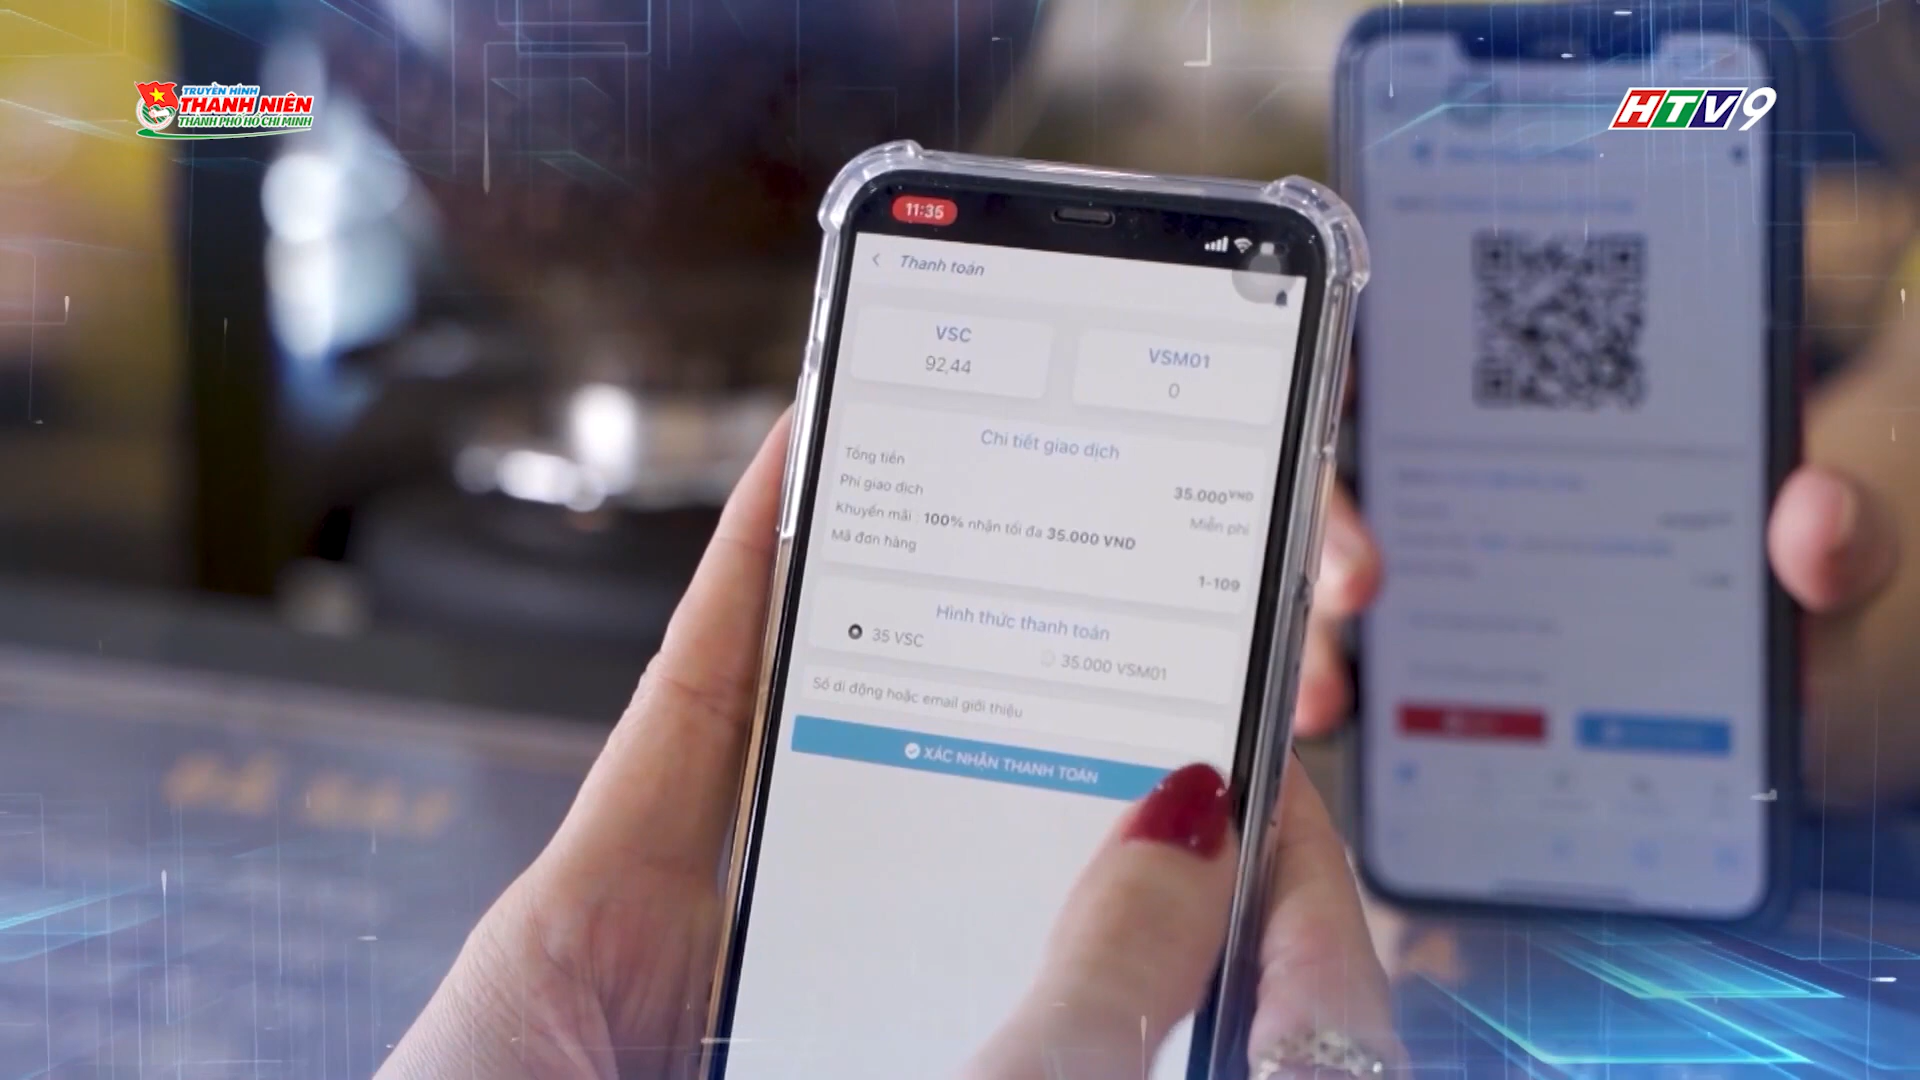 TRUYỀN HÌNH
THANH NIÊN
THÀNH PHỐ HỒ CHÍ MINH
HTV9
11:35
Thanh toán
VSC
92,44
VSM01
0
Chi tiết giao dịch
Tổng tiền
35.000 VND
Phí giao dịch
Miễn phí
Khuyến mãi : 100% nhận tối đa 35.000 VND
Mã đơn hàng
1-109
Hình thức thanh toán
35 VSC
35.000 VSM01
Số di động hoặc email giới thiệu
XÁC NHẬN THANH TOÁN